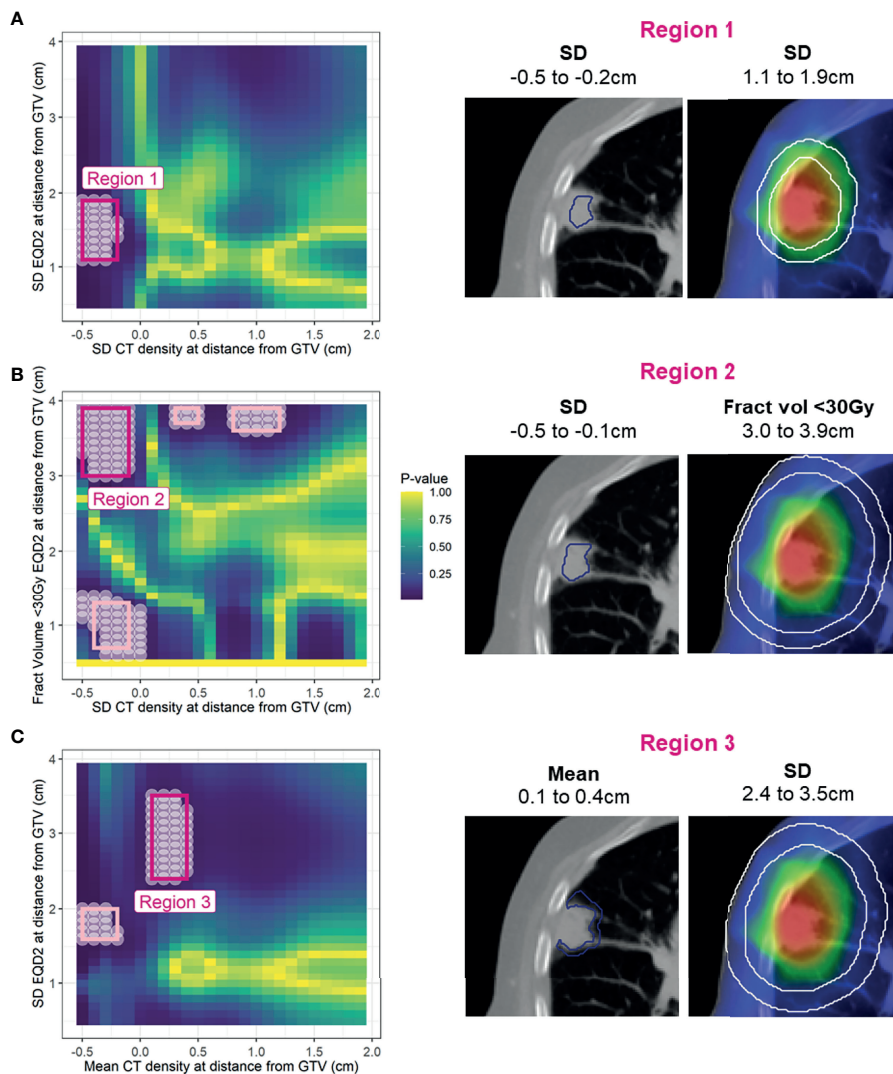 A
SD EQD2 at distance from GTV (cm)
4
3
2
1
Region 1
-0.5
0.0
0.5
1.0
1.5
2.0
SD CT density at distance from GTV (cm)
Region 1
SD
-0.5 to -0.2cm
SD
1.1 to 1.9cm
B
Fract Volume <30Gy EQD2 at distance from GTV (cm)
4
3
2
1
Region 2
-0.5
0.0
0.5
1.0
1.5
2.0
SD CT density at distance from GTV (cm)
P-value
1.00
0.75
0.50
0.25
Region 2
SD
-0.5 to -0.1cm
Fract vol <30Gy
3.0 to 3.9cm
C
SD EQD2 at distance from GTV (cm)
4
3
2
1
Region 3
-0.5
0.0
0.5
1.0
1.5
2.0
Mean CT density at distance from GTV (cm)
Region 3
Mean
0.1 to 0.4cm
SD
2.4 to 3.5cm